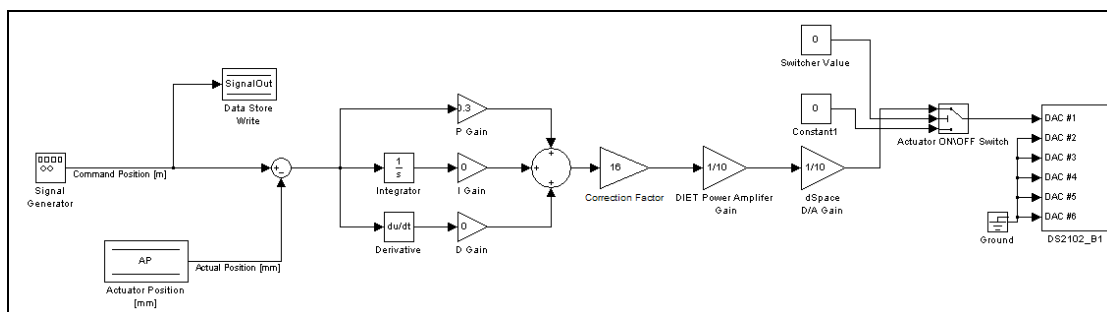 0
Switcher Value
SignalOut
Data Store
Write
0.3
P Gain
0
Constant1
Actuator ON\OFF Switch
DAC #1
DAC #2
DAC #3
DAC #4
DAC #5
DAC #6
DS2102_B1
Signal
Generator
Command Position [m]
1
s
Integrator
0
I Gain
16
Correction Factor
1/10
DIET Power Amplifer
Gain
1/10
dSpace
D/A Gain
du/dt
Derivative
0
D Gain
Ground
AP
Actual Position [mm]
Actuator Position
[mm]